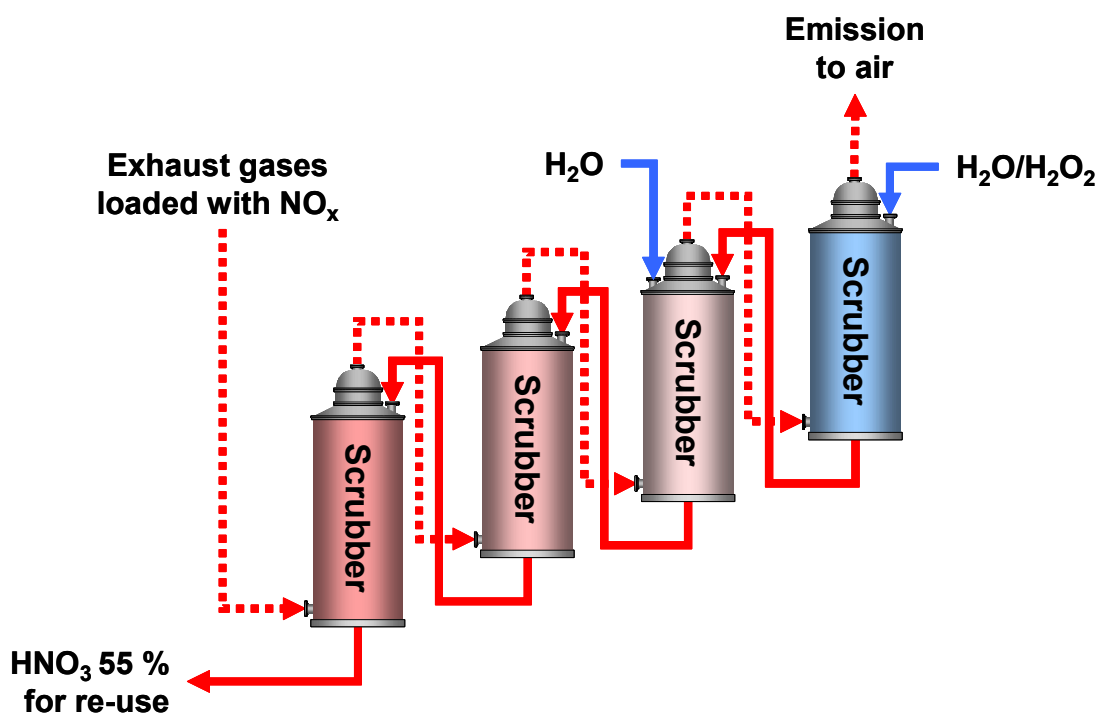 Emission
to air
Exhaust gases
loaded with NOₓ
H₂O
H₂O/H₂O₂
Scrubber
Scrubber
Scrubber
Scrubber
HNO₃ 55 %
for re-use